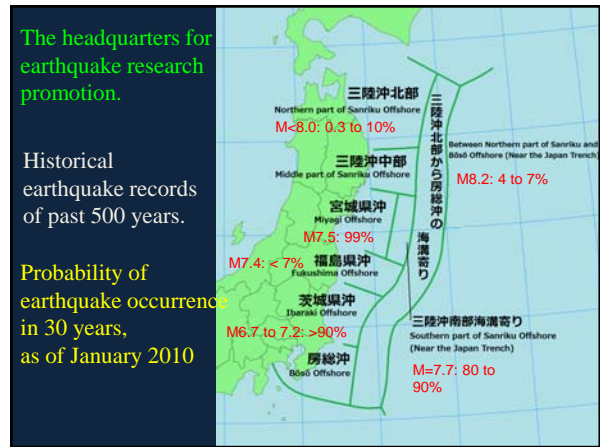 The headquarters for
earthquake research
promotion.
Historical
earthquake records
of past 500 years.
Probability of
earthquake occurrence
in 30 years,
as of January 2010
三陸沖北部
Northern part of Sanriku Offshore
M<8.0: 0.3 to 10%
三陸沖中部
Middle part of Sanriku Offshore
宮城県沖
Miyagi Offshore
M7.5: 99%
M7.4: < 7%
福島県沖
Fukushima Offshore
茨城県沖
Ibaraki Offshore
M6.7 to 7.2: >90%
房総沖
Bōsō Offshore
三陸沖北部から房総沖の
海溝寄り
Between Northern part of Sanriku and
Bōsō Offshore (Near the Japan Trench)
M8.2: 4 to 7%
三陸沖南部海溝寄り
Southern part of Sanriku Offshore
(Near the Japan Trench)
M=7.7: 80 to
90%